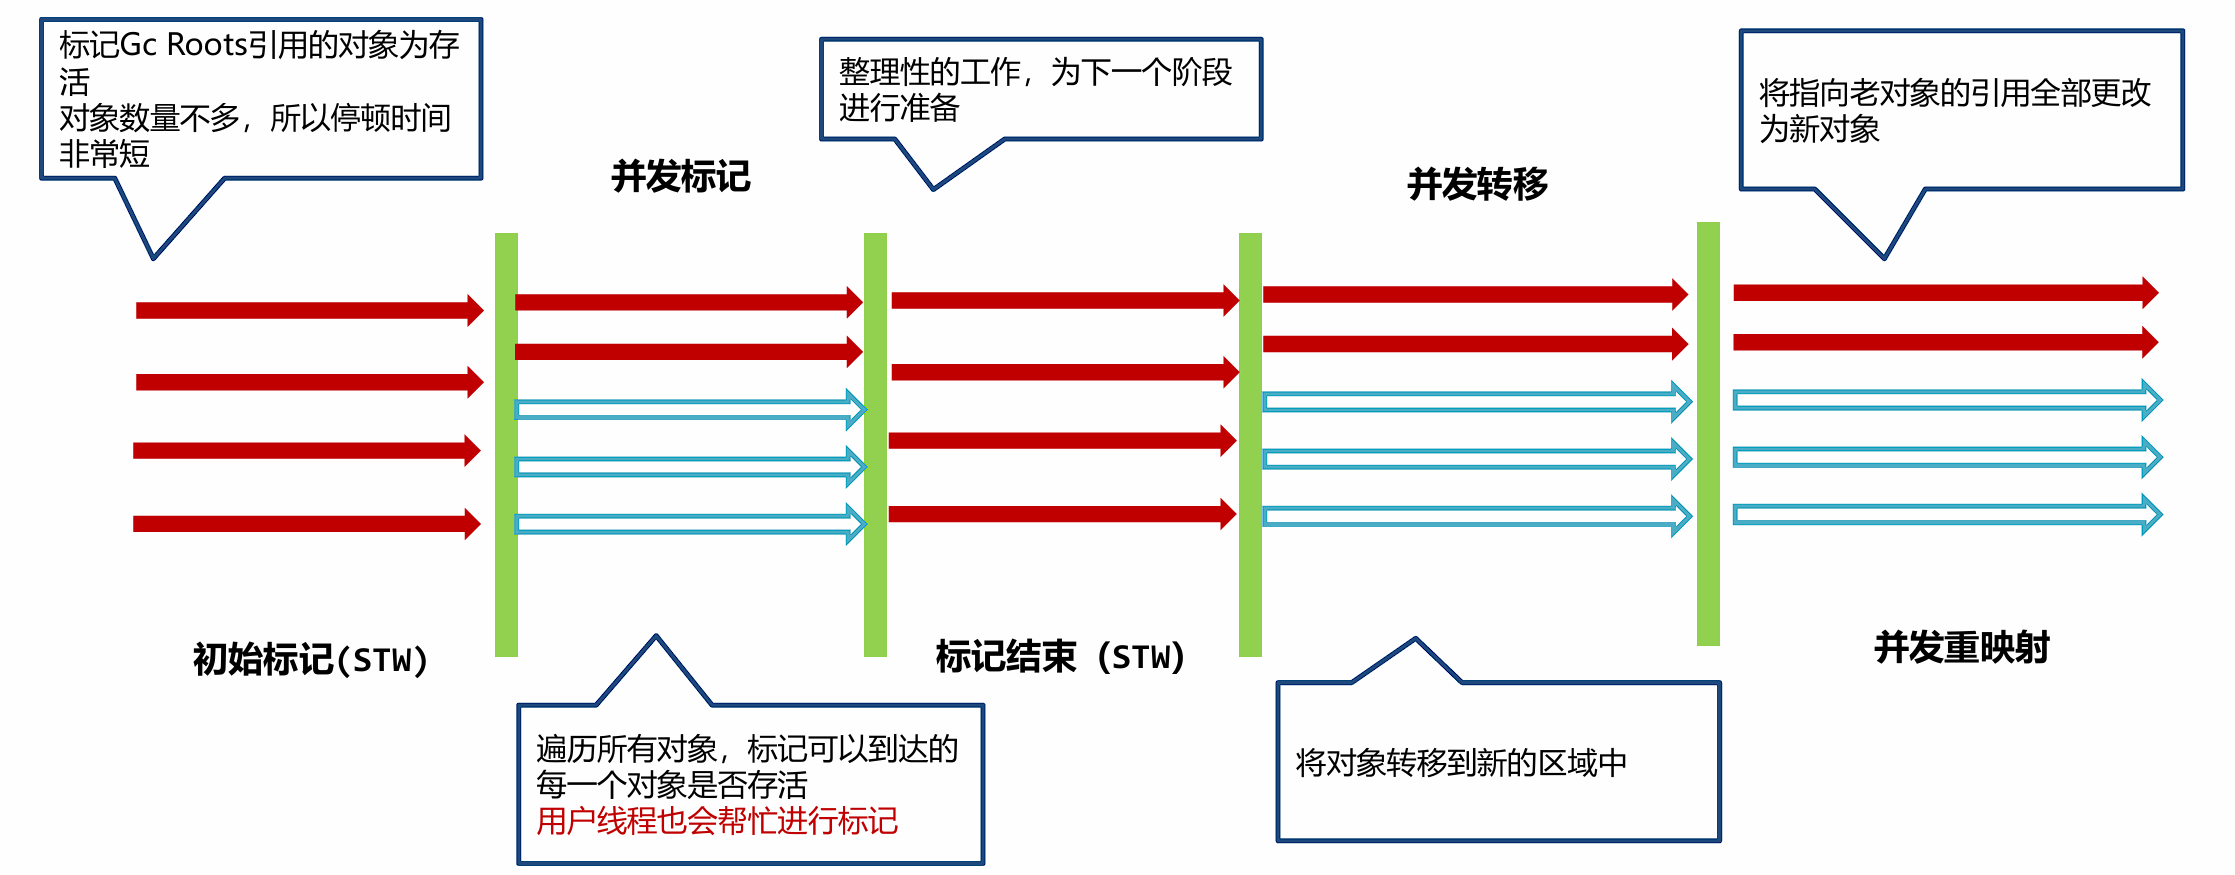 标记Gc Roots引用的对象为存
活
对象数量不多，所以停顿时间
非常短
并发标记
整理性的工作，为下一个阶段
进行准备
并发转移
将指向老对象的引用全部更改
为新对象
初始标记(STW)
遍历所有对象，标记可以到达的
每一个对象是否存活
用户线程也会帮忙进行标记
标记结束（STW）
将对象转移到新的区域中
并发重映射